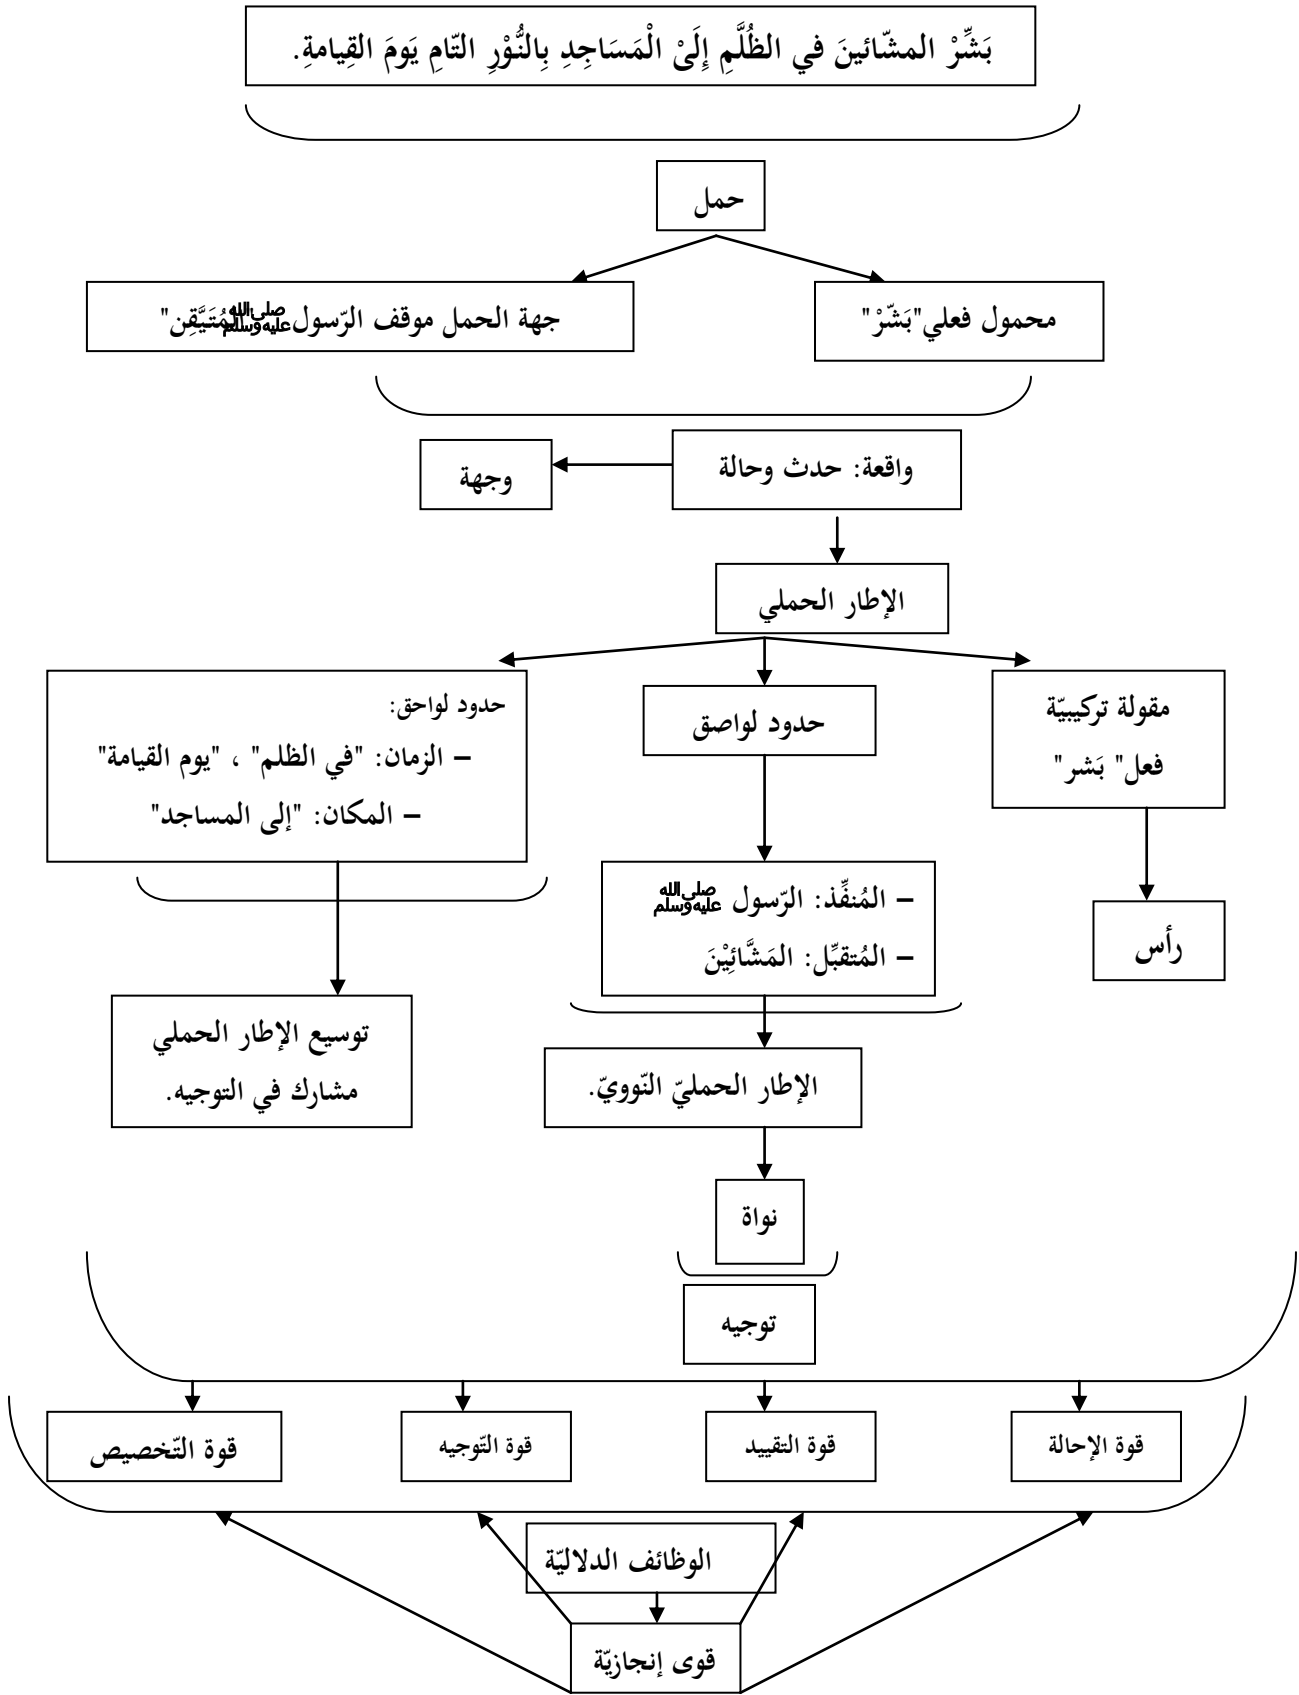 بَشِّرْ المشّائينَ في الظُلَّمِ إِلَىْ الْمَسَاجِدِ بِالنُّوْرِ التّامِ يَومَ القِيامةِ.
حمل
محمول فعلي"بَشّرْ"
جهة الحمل موقف الرّسول ﷺ"المُتَيَّقِن"
واقعة: حدث وحالة
وجهة
الإطار الحملي
مقولة تركيبيّة
فعل" بَشر"
حدود لواصق
حدود لواحق:
– الزمان: "في الظلم" ، "يوم القيامة"
– المكان: "إلى المساجد"
– المُنفِّذ: الرّسول ﷺ
– المُتقبِّل: المَشَّائِيْنَ
رأس
توسيع الإطار الحملي
مشارك في التوجيه.
الإطار الحمليّ النّوويّ.
نواة
توجيه
قوة الإحالة
قوة التقييد
قوة التّوجيه
قوة التّخصيص
الوظائف الدلاليّة
قوى إنجازيّة